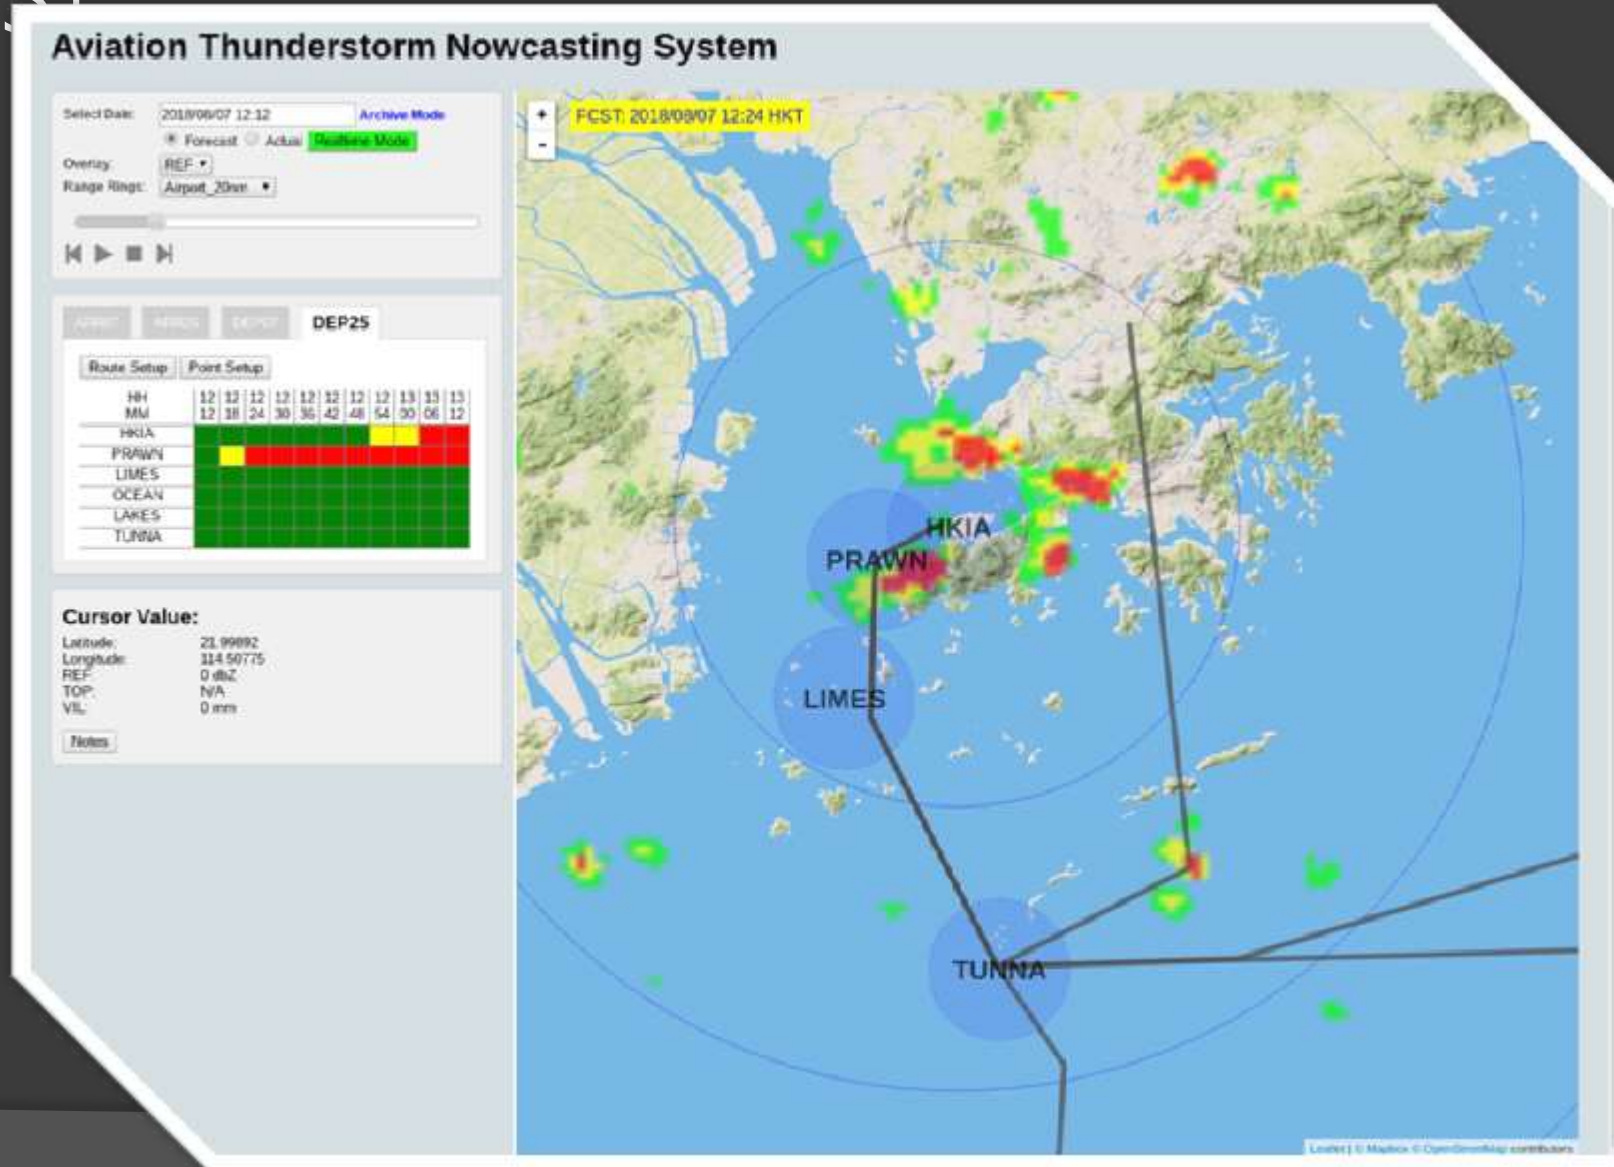 Aviation Thunderstorm Nowcasting System
Select Date: 2018/08/07 12:12 Archive Mode
Forecast Actual Realtime Mode
Overlay: REF
Range Rings: Airport_20nm
DEP25
Route Setup Point Setup
HH 12 12 12 12 12 12 12 12 13 13 13
MM 12 18 24 30 36 42 48 54 00 06 12
HKIA
PRAWN
LIMES
OCEAN
LAKES
TUNNA
Cursor Value:
Latitude: 21.99892
Longitude: 114.50775
REF: 0 dbZ
TOP: N/A
VIL: 0 mm
Notes
+
-
FCST: 2018/08/07 12:24 HKT
HKIA
PRAWN
LIMES
TUNNA
Leaflet | © Mapbox © OpenStreetMap contributors